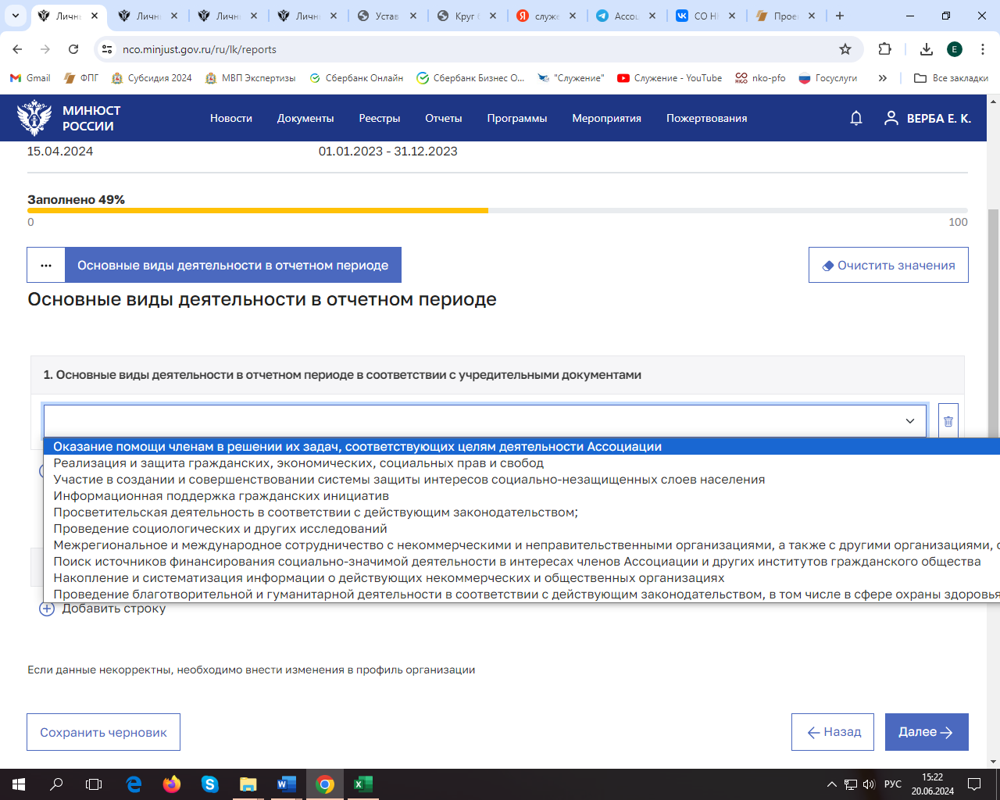 Личн
Личн
Личн
Личн
Устав
Круг
служе
Ассоц
СО Н
Проe
nco.minjust.gov.ru/ru/lk/reports
E
Gmail
ФПГ
Субсидия 2024
МВП Экспертизы
Сбербанк Онлайн
Сбербанк Бизнес О...
"Служение"
Служение - YouTube
nko-pfo
Госуслуги
»
Все закладки
МИНЮСТ
РОССИИ
Новости
Документы
Реестры
Отчеты
Программы
Мероприятия
Пожертвования
ВЕРБА Е. К.
15.04.2024
01.01.2023 - 31.12.2023
Заполнено 49%
0
100
...
Основные виды деятельности в отчетном периоде
Очистить значения
Основные виды деятельности в отчетном периоде
1. Основные виды деятельности в отчетном периоде в соответствии с учредительными документами
Оказание помощи членам в решении их задач, соответствующих целям деятельности Ассоциации
Реализация и защита гражданских, экономических, социальных прав и свобод
Участие в создании и совершенствовании системы защиты интересов социально-незащищенных слоев населения
Информационная поддержка гражданских инициатив
Просветительская деятельность в соответствии с действующим законодательством;
Проведение социологических и других исследований
Межрегиональное и международное сотрудничество с некоммерческими и неправительственными организациями, а также с другими организациями, с
Поиск источников финансирования социально-значимой деятельности в интересах членов Ассоциации и других институтов гражданского общества
Накопление и систематизация информации о действующих некоммерческих и общественных организациях
Проведение благотворительной и гуманитарной деятельности в соответствии с действующим законодательством, в том числе в сфере охраны здоровья
Добавить строку
Если данные некорректны, необходимо внести изменения в профиль организации
Сохранить черновик
Назад
Далее
РУС
15:22
20.06.2024